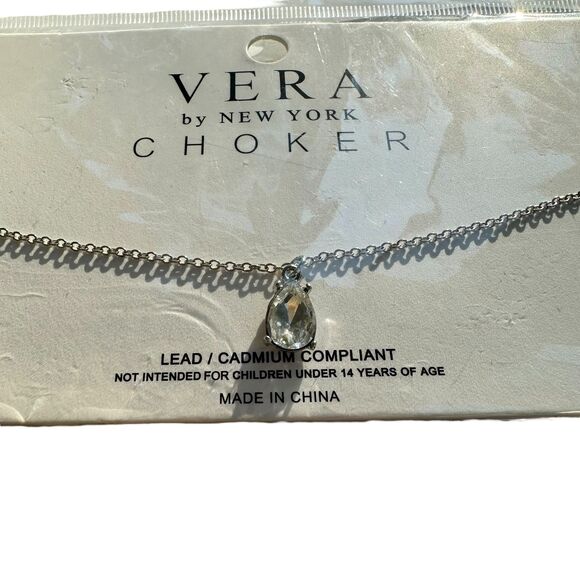 VERA
by NEW YORK
CHOKER
LEAD / CADMIUM COMPLIANT
NOT INTENDED FOR CHILDREN UNDER 14 YEARS OF AGE
MADE IN CHINA